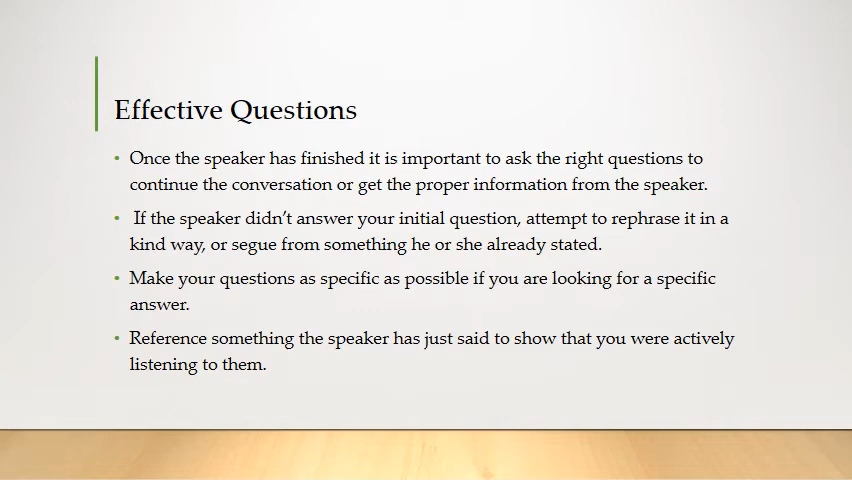 Effective Questions
• Once the speaker has finished it is important to ask the right questions to
continue the conversation or get the proper information from the speaker.
• If the speaker didn’t answer your initial question, attempt to rephrase it in a
kind way, or segue from something he or she already stated.
• Make your questions as specific as possible if you are looking for a specific
answer.
• Reference something the speaker has just said to show that you were actively
listening to them.